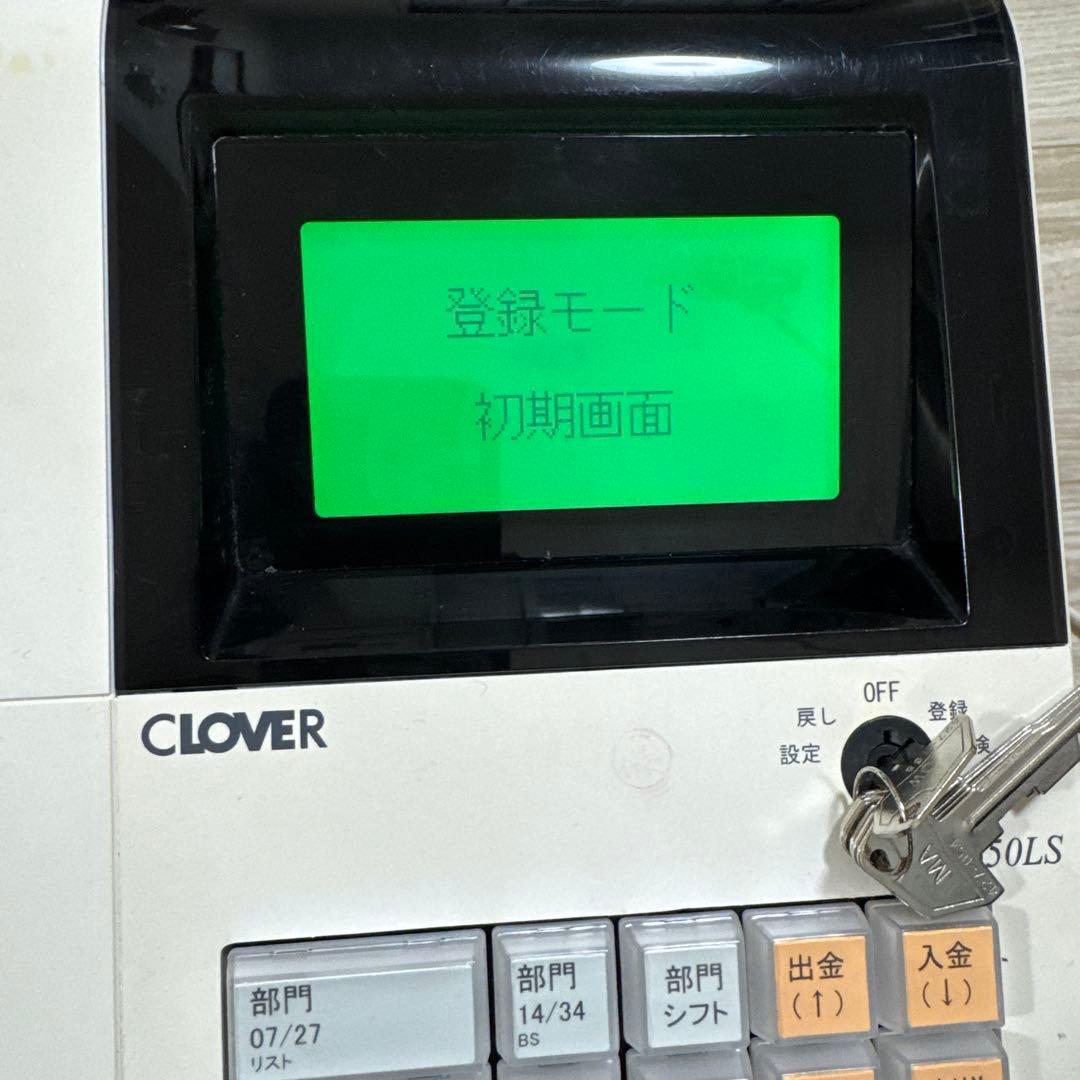 登録モード
初期画面
CLOVER
OFF
戻し
登録
設定
検
50LS
MA
部門
07/27
リスト
部門
14/34
BS
部門
シフト
出金
(↑)
入金
(↓)